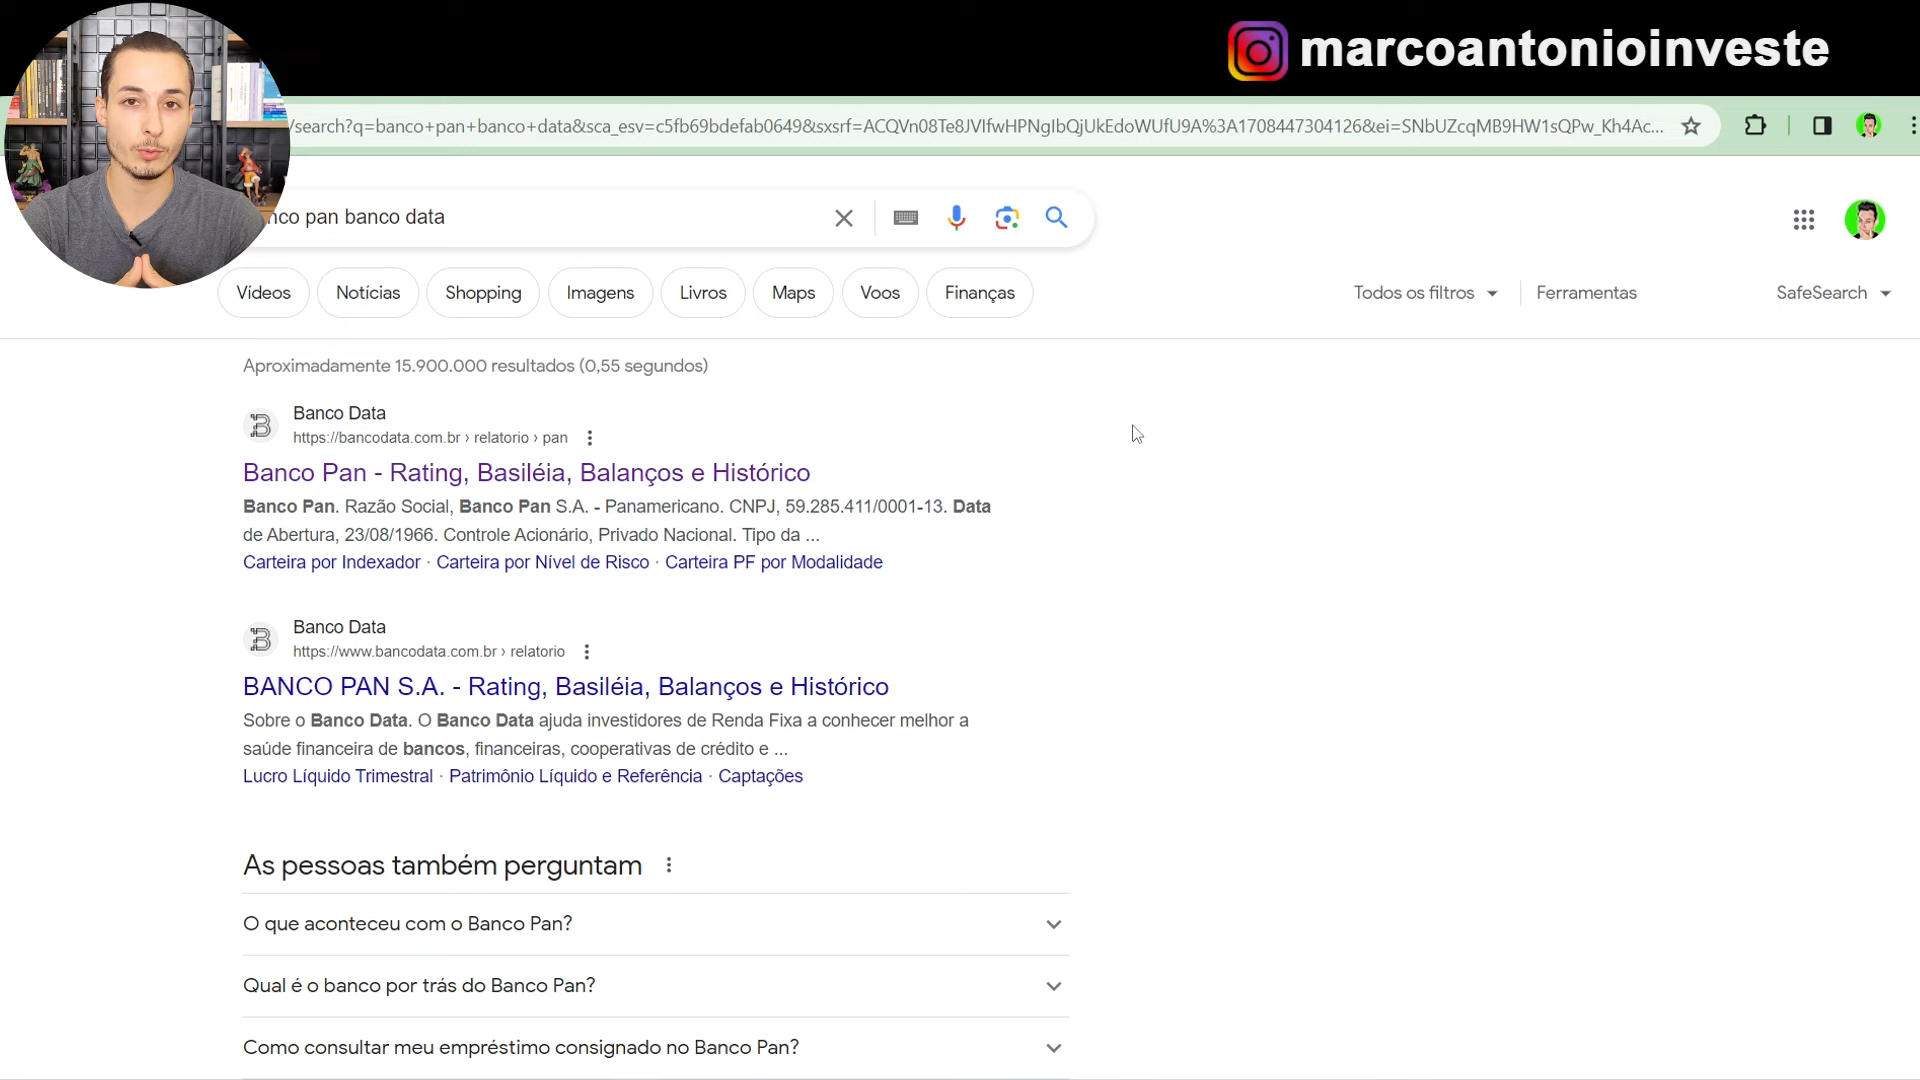 marcoantonioinveste
/search?q=banco+pan+banco+data&sca_esv=c5fb69bdefab0649&sxsrf=ACQVn08Te8JVIfwHPNgIbQjUkEdoWUfU9A%3A1708447304126&ei=SNbUZcqMB9HW1sQPw_Kh4Ac...
nco pan banco data
Videos
Notícias
Shopping
Imagens
Livros
Maps
Voos
Finanças
Todos os filtros
Ferramentas
SafeSearch
Aproximadamente 15.900.000 resultados (0,55 segundos)
Banco Data
https://bancodata.com.br › relatorio › pan
Banco Pan - Rating, Basiléia, Balanços e Histórico
Banco Pan. Razão Social, Banco Pan S.A. - Panamericano. CNPJ, 59.285.411/0001-13. Data
de Abertura, 23/08/1966. Controle Acionário, Privado Nacional. Tipo da ...
Carteira por Indexador · Carteira por Nível de Risco · Carteira PF por Modalidade
Banco Data
https://www.bancodata.com.br › relatorio
BANCO PAN S.A. - Rating, Basiléia, Balanços e Histórico
Sobre o Banco Data. O Banco Data ajuda investidores de Renda Fixa a conhecer melhor a
saúde financeira de bancos, financeiras, cooperativas de crédito e ...
Lucro Líquido Trimestral · Patrimônio Líquido e Referência · Captações
As pessoas também perguntam
O que aconteceu com o Banco Pan?
Qual é o banco por trás do Banco Pan?
Como consultar meu empréstimo consignado no Banco Pan?